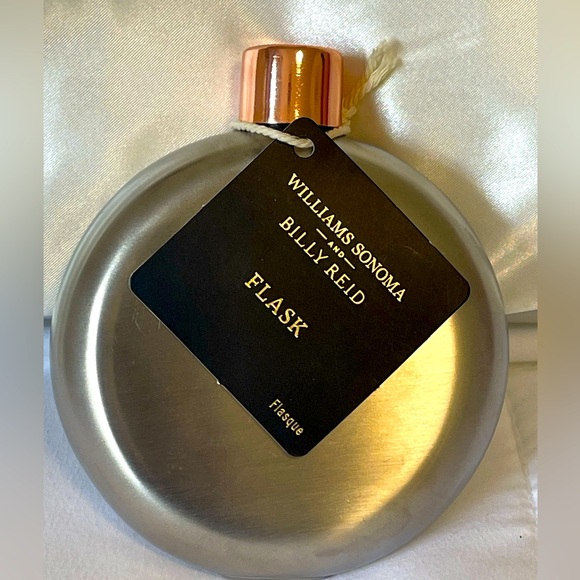 WILLIAMS SONOMA
— AND —
BILLY REID
FLASK
Flasque